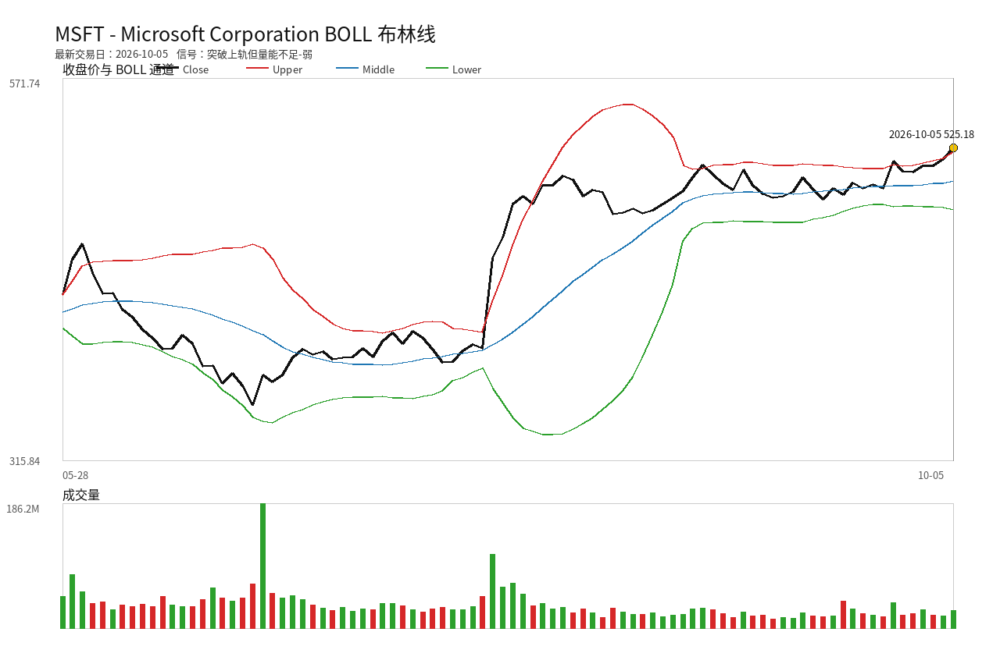 MSFT - Microsoft Corporation BOLL 布林线
最新交易日：2026-10-05 信号：突破上轨但量能不足-弱
收盘价与 BOLL 通道 Close Upper Middle Lower
571.74
2026-10-05 525.18
315.84
05-28 10-05
成交量
186.2M